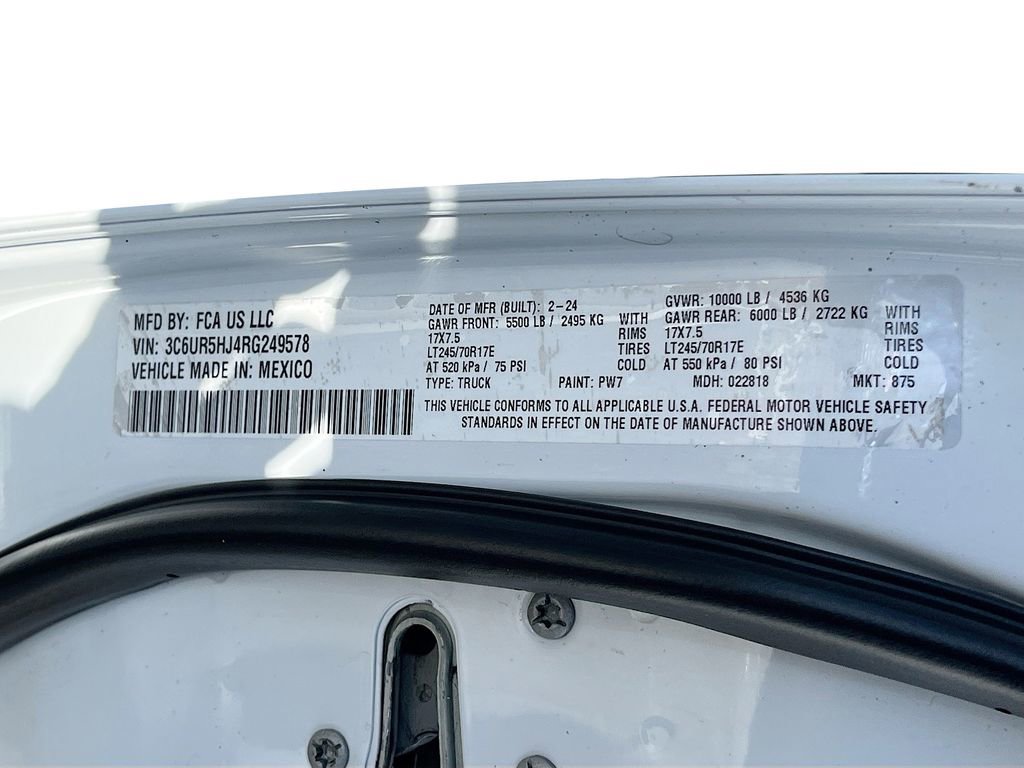 MFD BY: FCA US LLC
VIN: 3C6UR5HJ4RG249578
VEHICLE MADE IN: MEXICO
DATE OF MFR (BUILT): 2-24
GVWR: 10000 LB / 4536 KG
GAWR FRONT: 5500 LB / 2495 KG WITH
17X7.5 RIMS
LT245/70R17E TIRES
AT 520 kPa / 75 PSI COLD
GAWR REAR: 6000 LB / 2722 KG WITH
17X7.5 RIMS
LT245/70R17E TIRES
AT 550 kPa / 80 PSI COLD
TYPE: TRUCK PAINT: PW7 MDH: 022818 MKT: 875
THIS VEHICLE CONFORMS TO ALL APPLICABLE U.S.A. FEDERAL MOTOR VEHICLE SAFETY
STANDARDS IN EFFECT ON THE DATE OF MANUFACTURE SHOWN ABOVE.